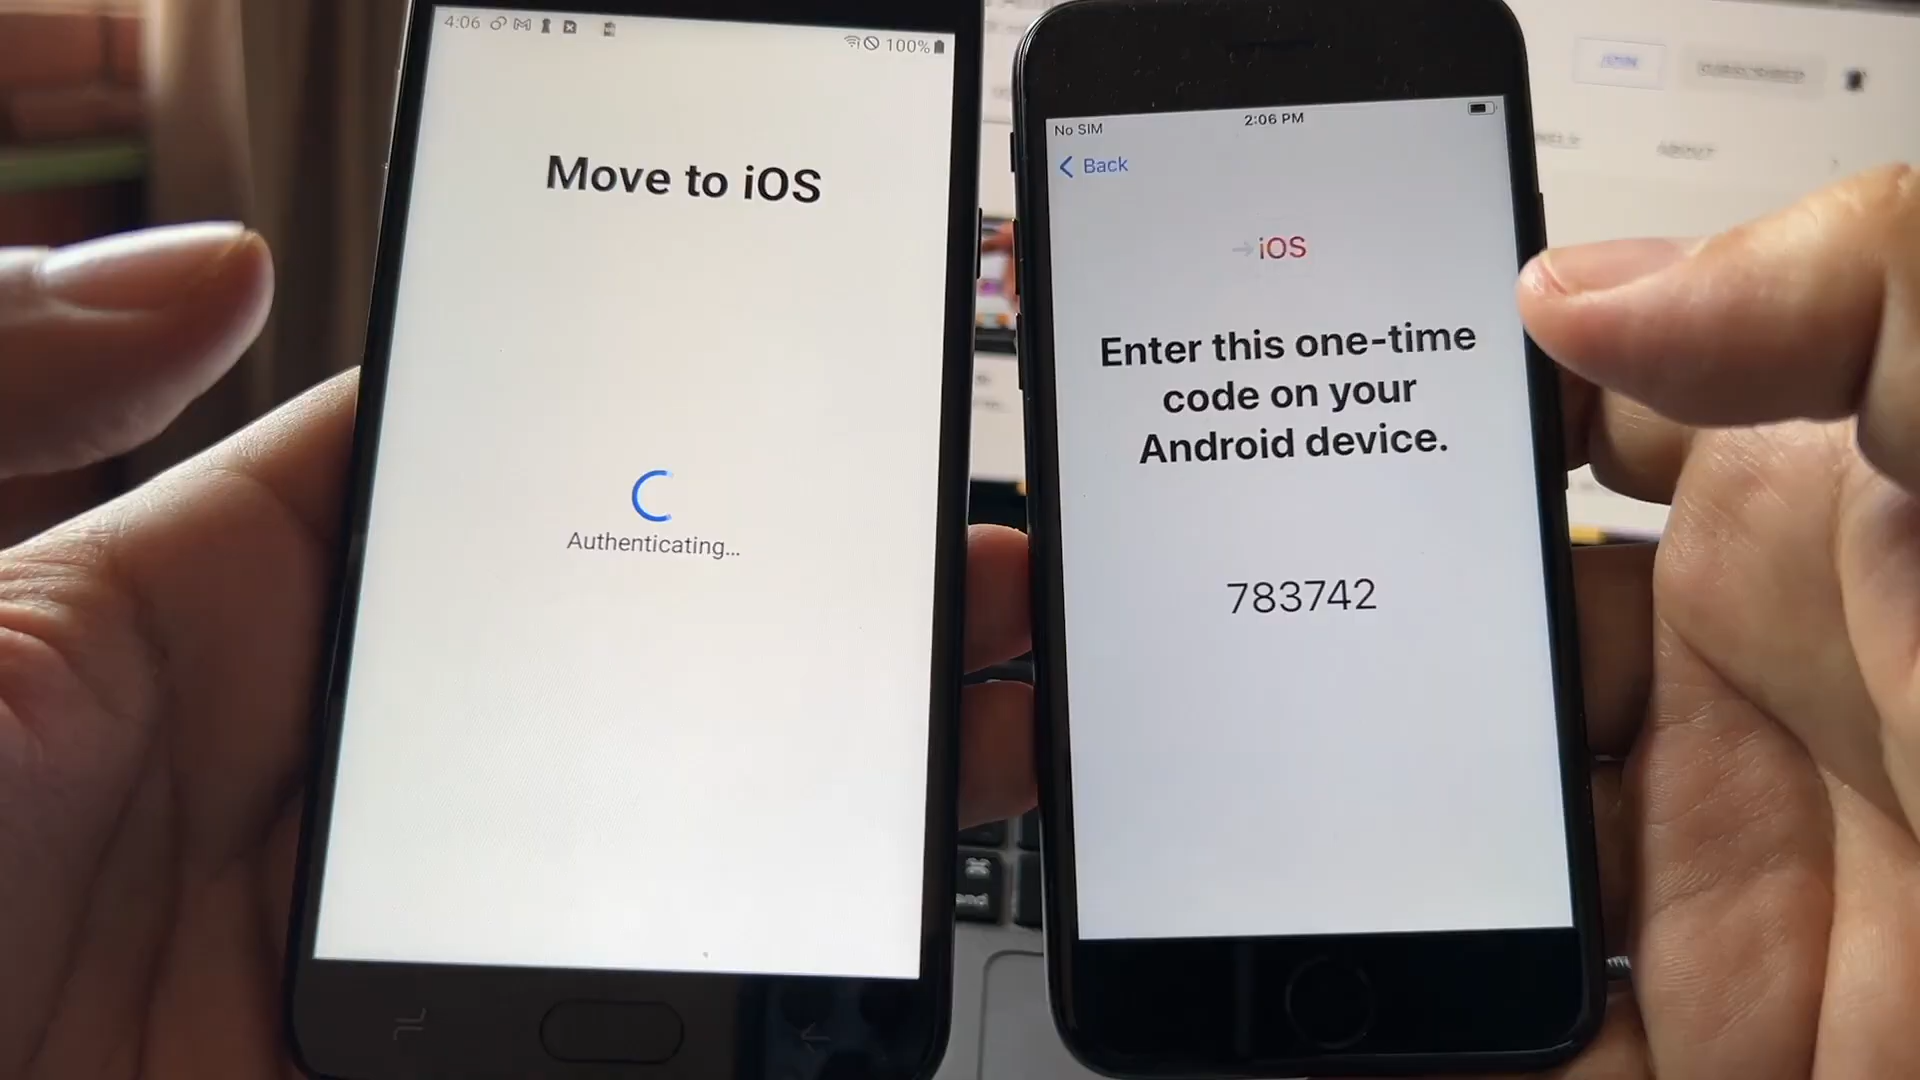 4:06
100%
Move to iOS
Authenticating...
No SIM
2:06 PM
Back
iOS
Enter this one-time
code on your
Android device.
783742